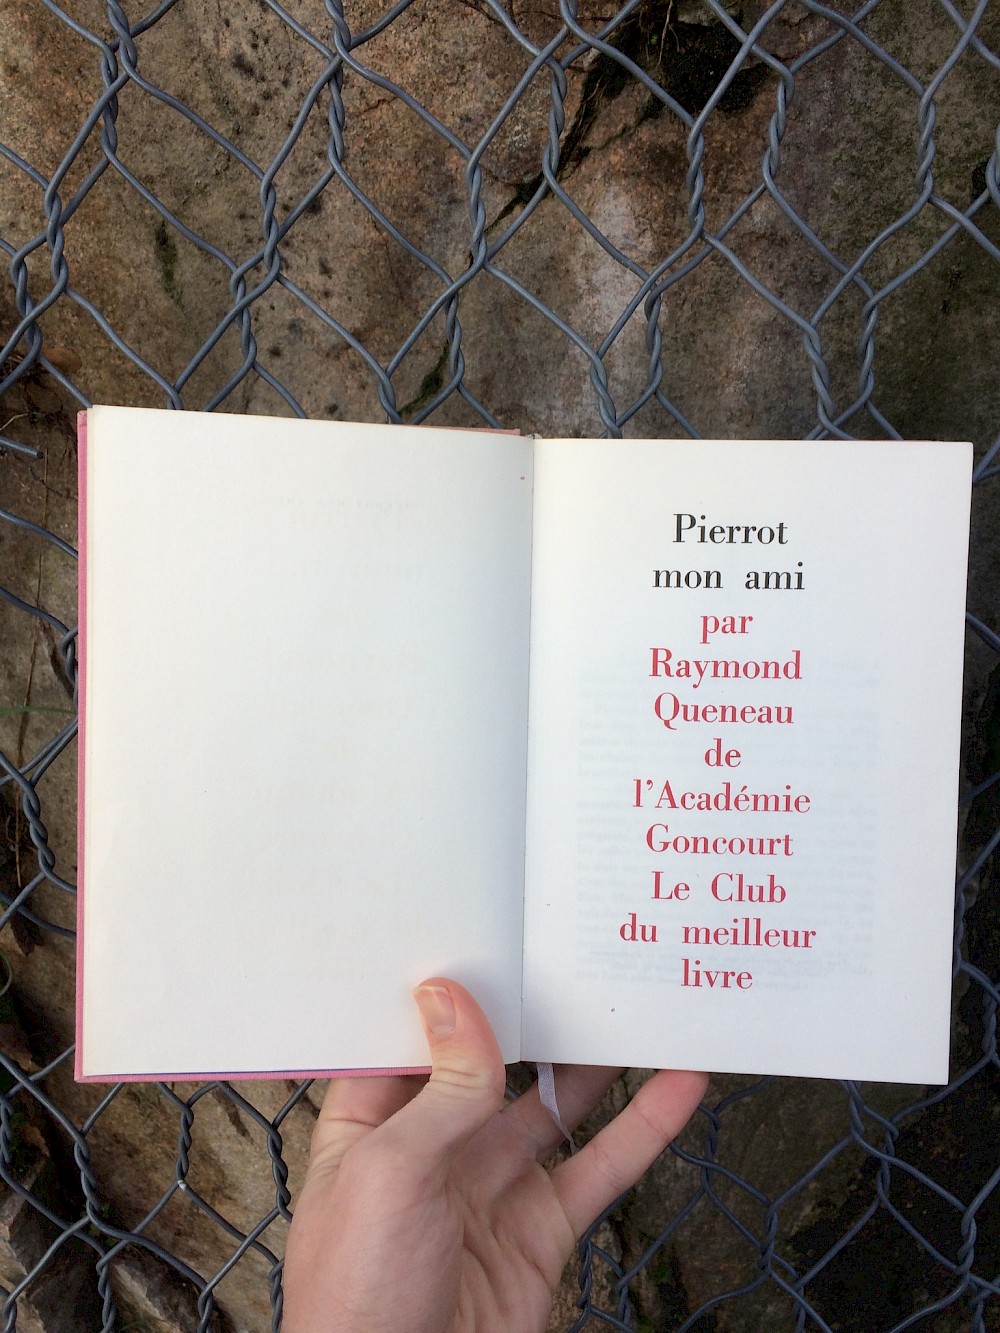 Pierrot
mon ami
par
Raymond
Queneau
de
l’Académie
Goncourt
Le Club
du meilleur
livre